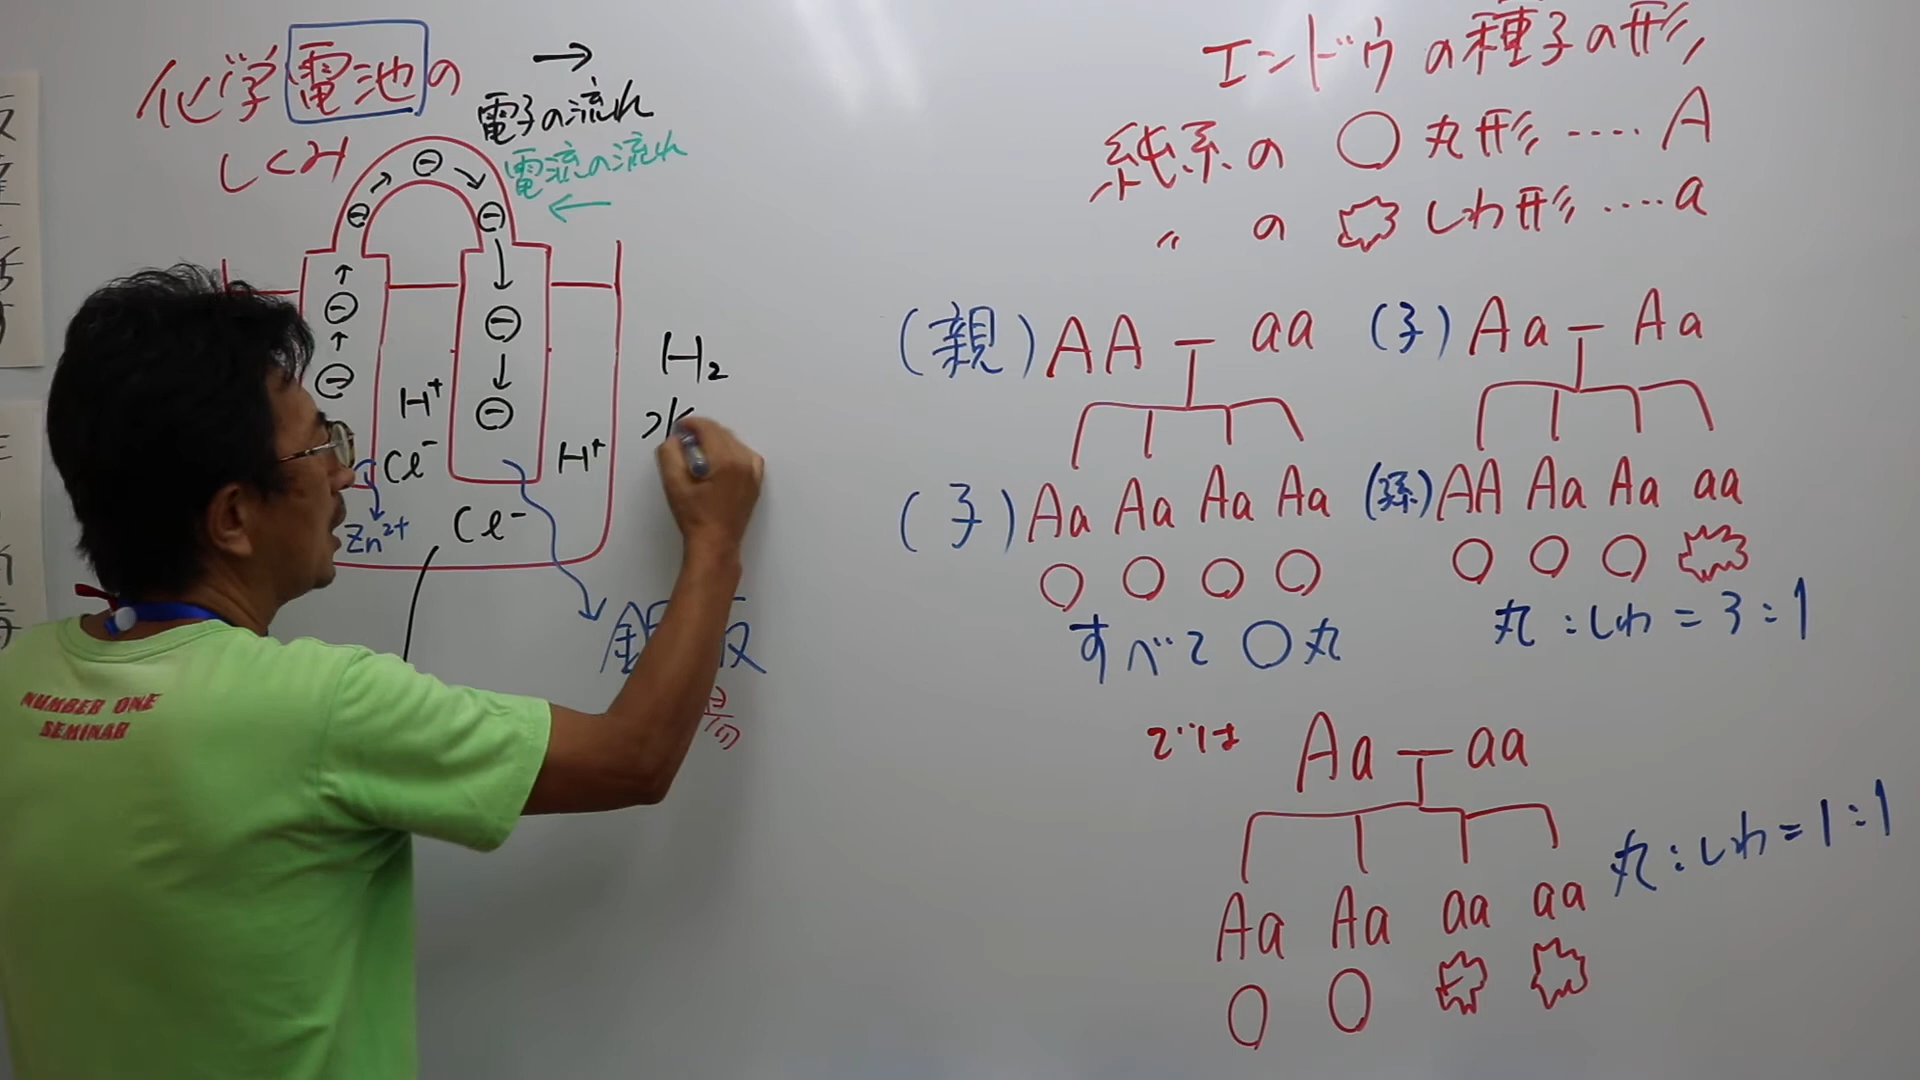 化学電池の
しくみ
→
電子の流れ
電流の流れ
←
⊖ ⊖ ⊖
⊖ ⊖
⊖ ⊖
H⁺
Cl⁻
H⁺
Zn²⁺
Cl⁻
H₂
NUMBER ONE
SEMINAR
エンドウの種子の形
純系の ○ 丸形 ‥‥ A
〃 の しわ形 ‥‥ a
(親) AA ー aa
(子) Aa Aa Aa Aa
○ ○ ○ ○
すべて ○丸
(子) Aa ー Aa
(孫) AA Aa Aa aa
○ ○ ○
丸:しわ = 3:1
では Aa ー aa
Aa Aa aa aa
○ ○
丸:しわ = 1:1